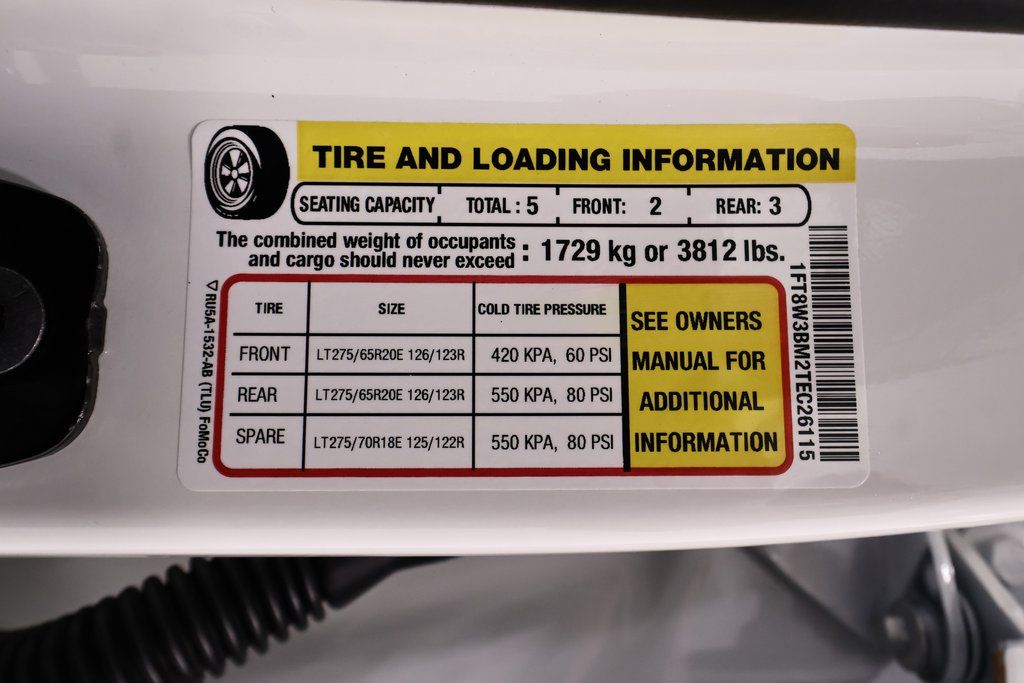 TIRE AND LOADING INFORMATION
SEATING CAPACITY TOTAL : 5 FRONT: 2 REAR: 3
The combined weight of occupants
and cargo should never exceed : 1729 kg or 3812 lbs.
TIRE SIZE COLD TIRE PRESSURE
FRONT LT275/65R20E 126/123R 420 KPA, 60 PSI
REAR LT275/65R20E 126/123R 550 KPA, 80 PSI
SPARE LT275/70R18E 125/122R 550 KPA, 80 PSI
SEE OWNERS
MANUAL FOR
ADDITIONAL
INFORMATION
1FT8W3BM2TEC26115
▽RU5A-1532-AB (TLU) FoMoCo